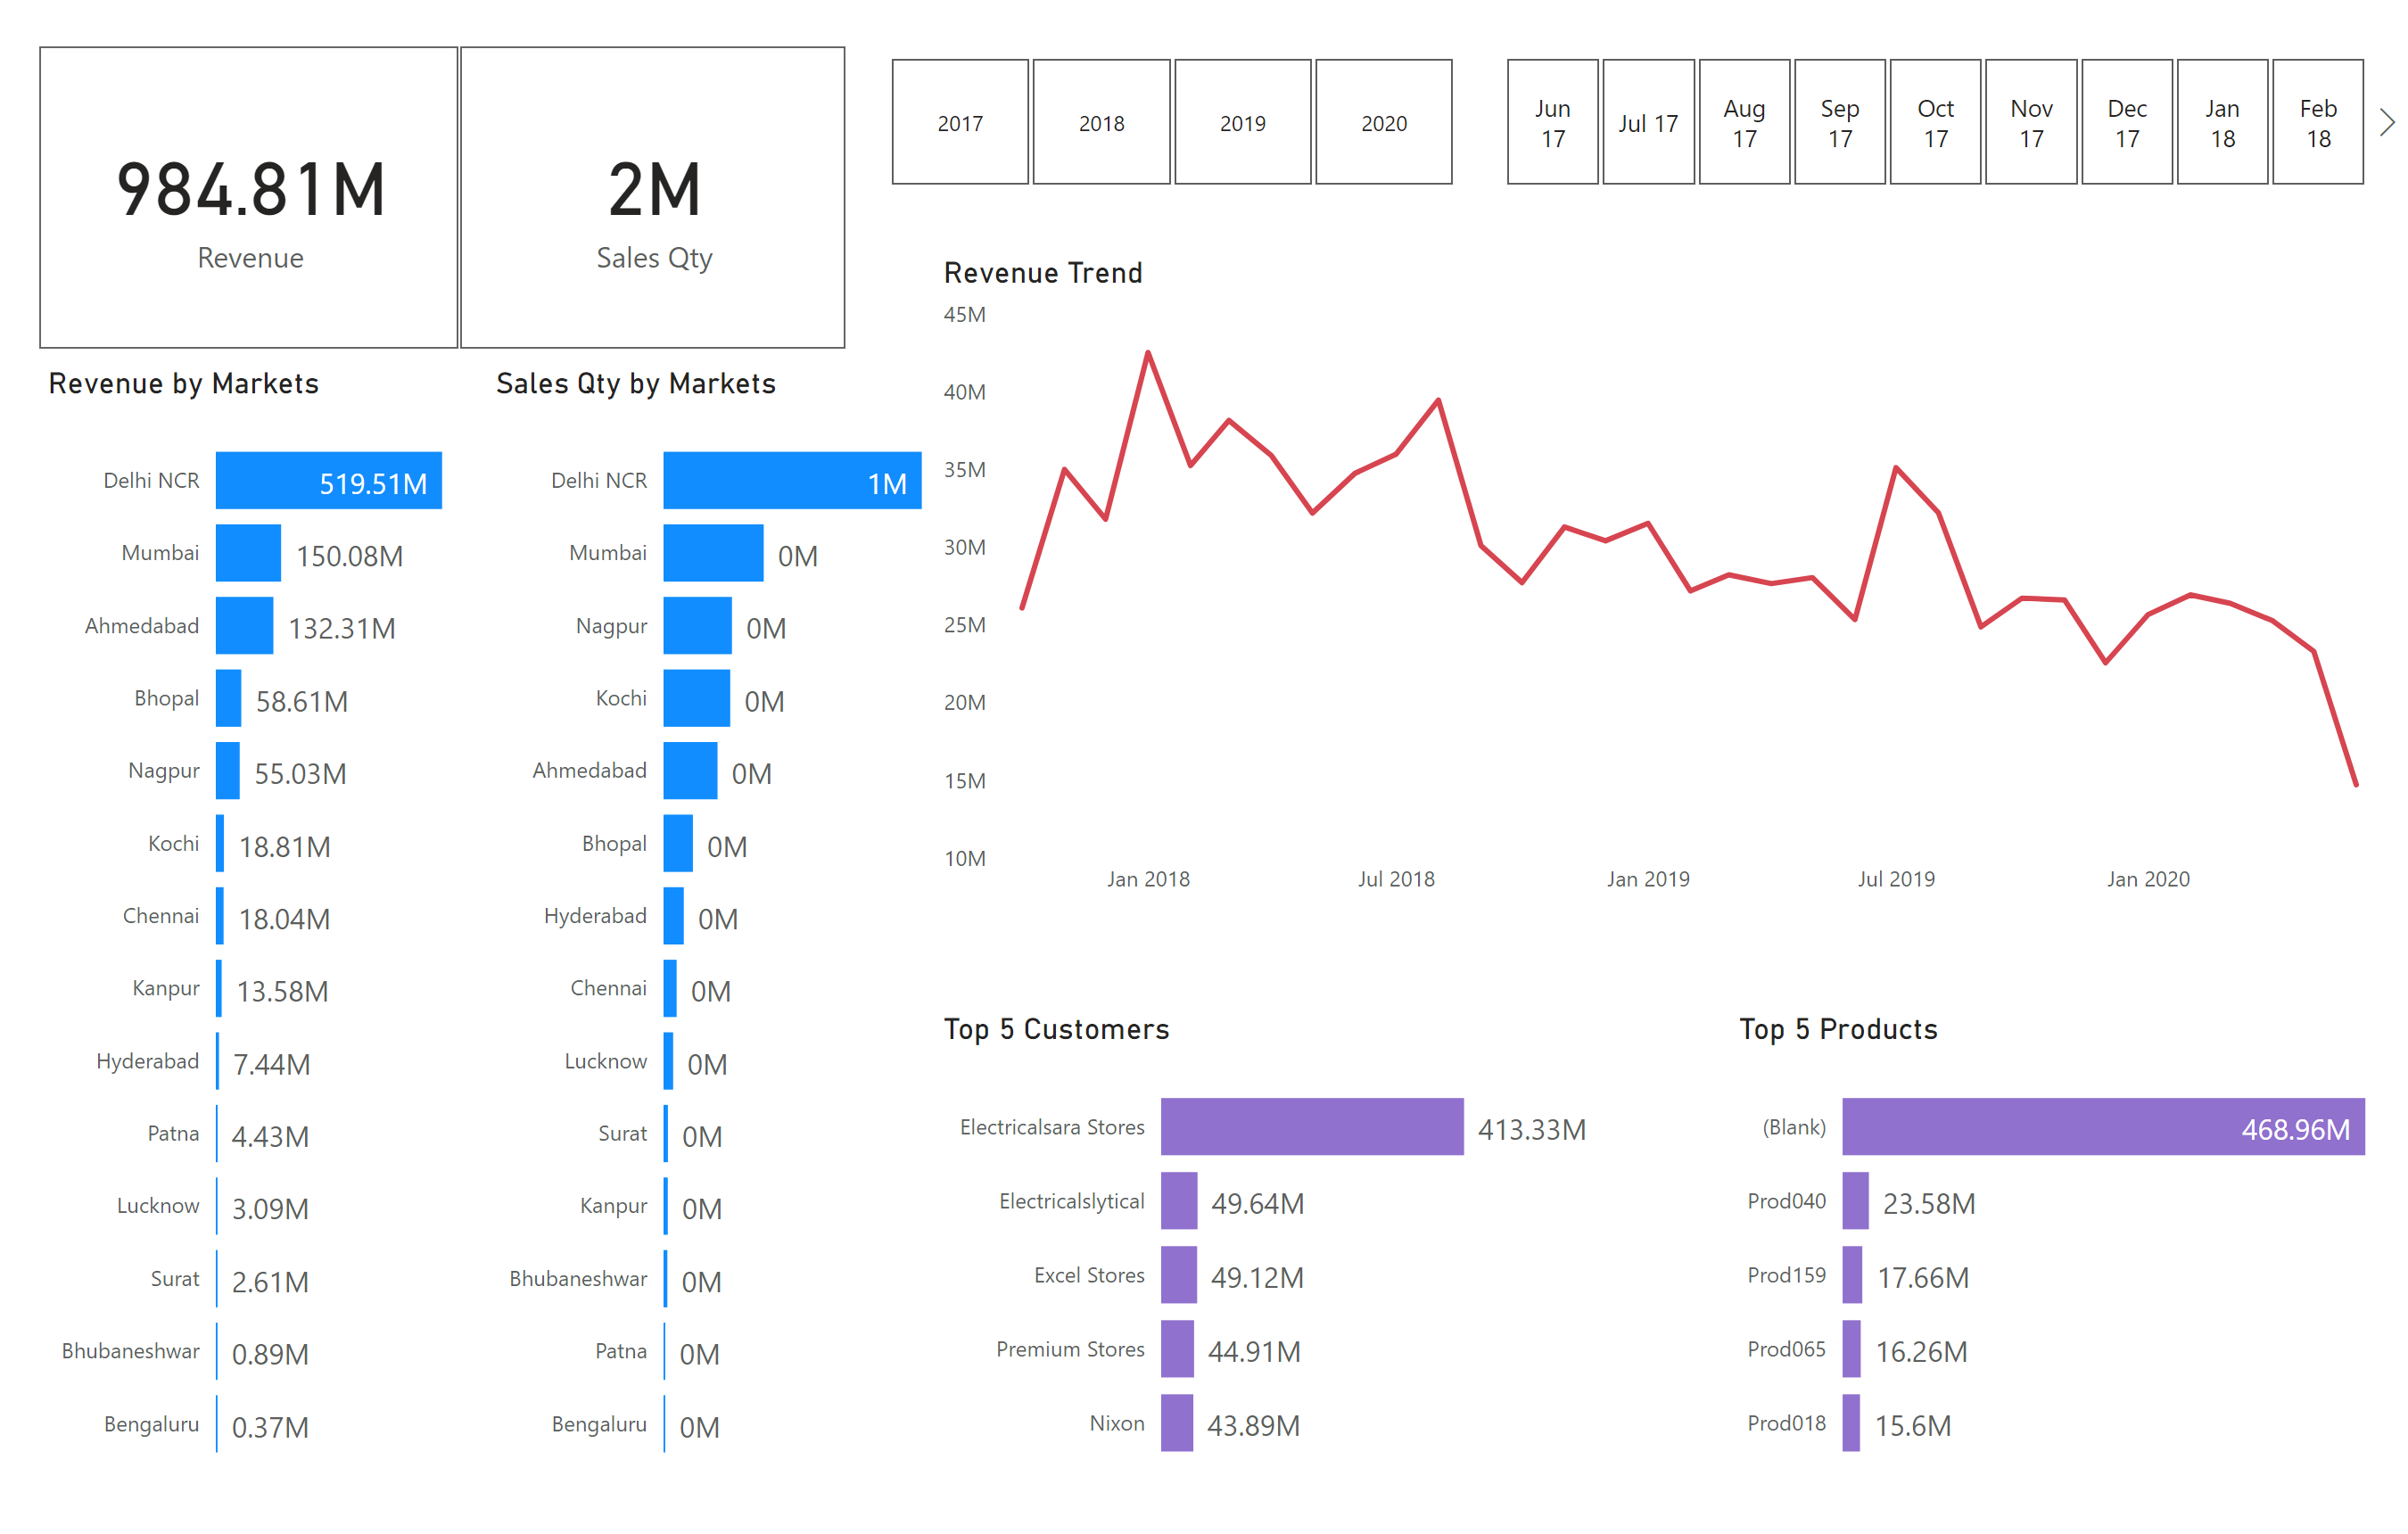 984.81M
Revenue
2M
Sales Qty
2017
2018
2019
2020
Jun
17
Jul 17
Aug
17
Sep
17
Oct
17
Nov
17
Dec
17
Jan
18
Feb
18
Revenue by Markets
Delhi NCR 519.51M
Mumbai 150.08M
Ahmedabad 132.31M
Bhopal 58.61M
Nagpur 55.03M
Kochi 18.81M
Chennai 18.04M
Kanpur 13.58M
Hyderabad 7.44M
Patna 4.43M
Lucknow 3.09M
Surat 2.61M
Bhubaneshwar 0.89M
Bengaluru 0.37M
Sales Qty by Markets
Delhi NCR 1M
Mumbai 0M
Nagpur 0M
Kochi 0M
Ahmedabad 0M
Bhopal 0M
Hyderabad 0M
Chennai 0M
Lucknow 0M
Surat 0M
Kanpur 0M
Bhubaneshwar 0M
Patna 0M
Bengaluru 0M
Revenue Trend
45M
40M
35M
30M
25M
20M
15M
10M
Jan 2018 Jul 2018 Jan 2019 Jul 2019 Jan 2020
Top 5 Customers
Electricalsara Stores 413.33M
Electricalslytical 49.64M
Excel Stores 49.12M
Premium Stores 44.91M
Nixon 43.89M
Top 5 Products
(Blank) 468.96M
Prod040 23.58M
Prod159 17.66M
Prod065 16.26M
Prod018 15.6M